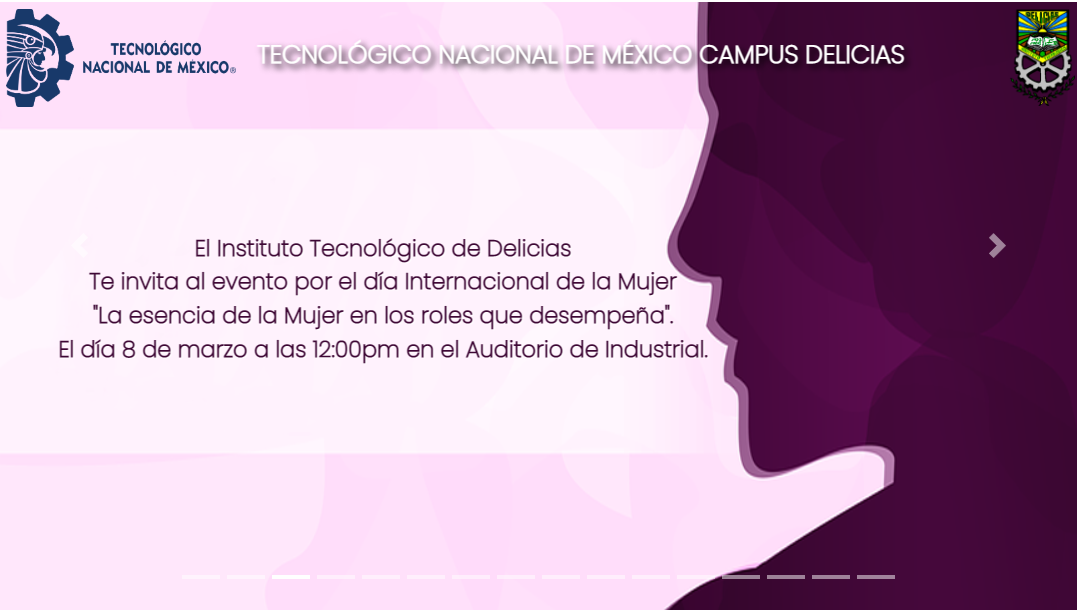 TECNOLÓGICO
NACIONAL DE MÉXICO®
TECNOLÓGICO NACIONAL DE MÉXICO CAMPUS DELICIAS
DELICIAS
El Instituto Tecnológico de Delicias
Te invita al evento por el día Internacional de la Mujer
"La esencia de la Mujer en los roles que desempeña".
El día 8 de marzo a las 12:00pm en el Auditorio de Industrial.